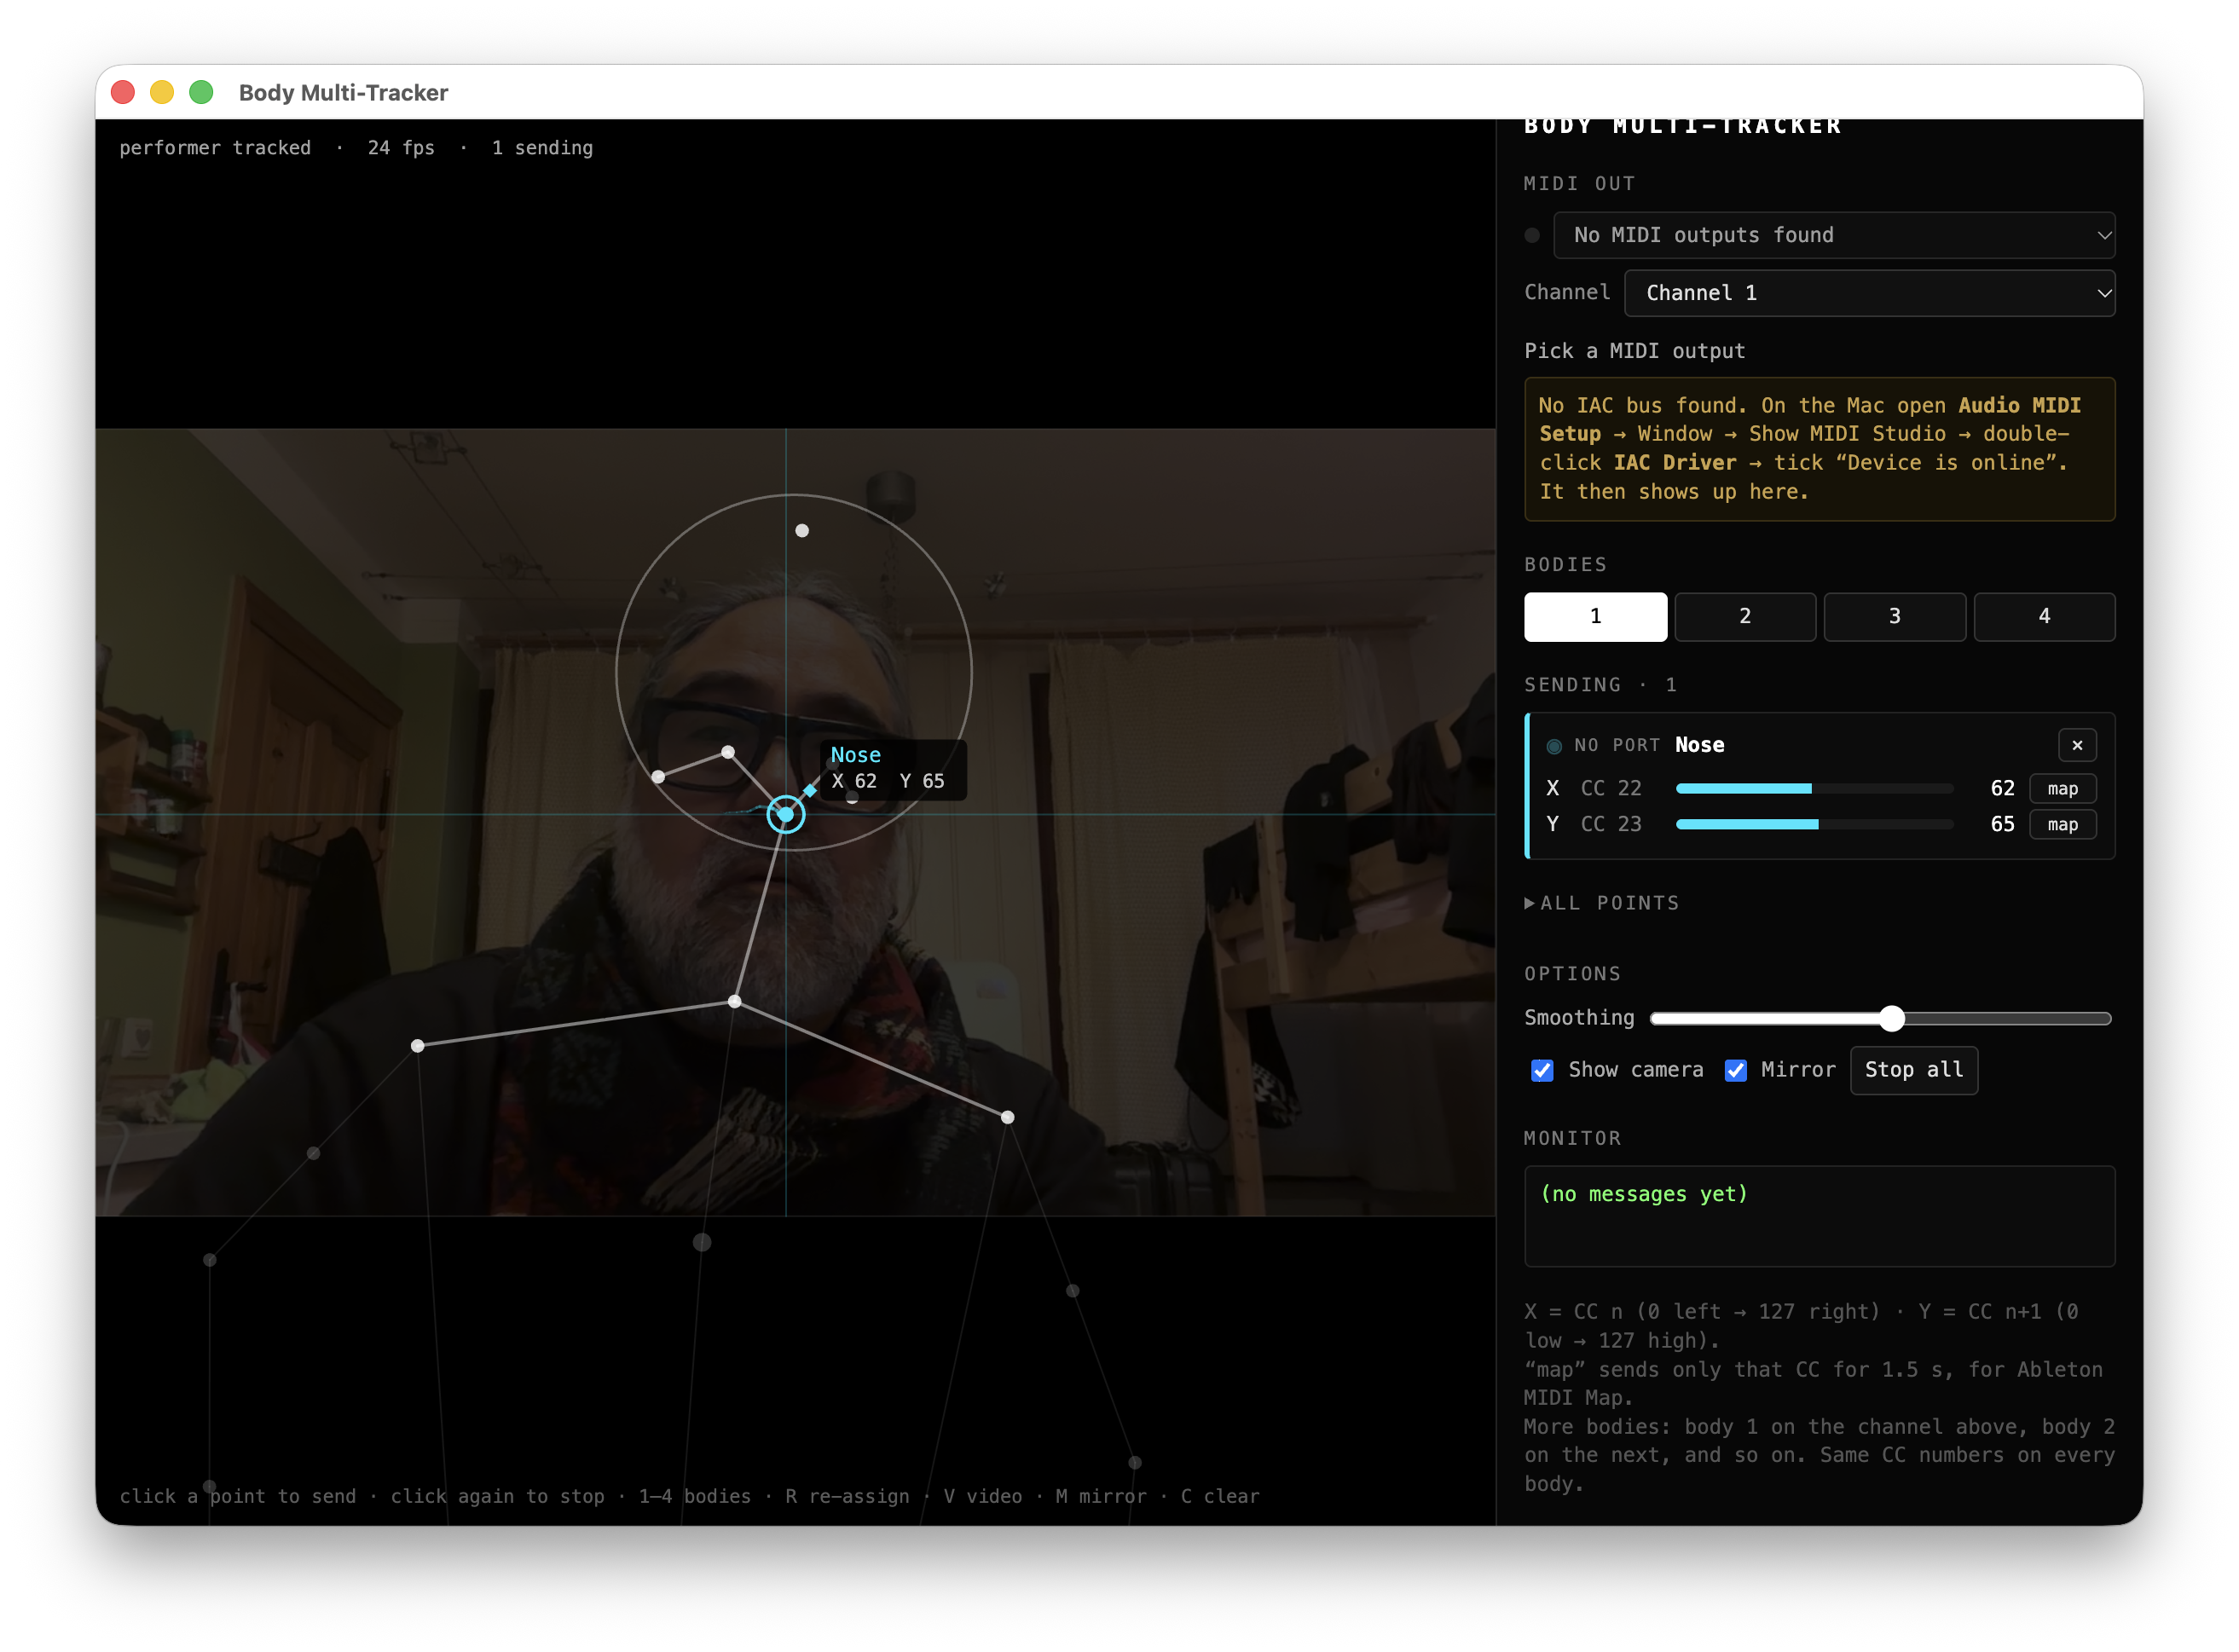 Body Multi-Tracker
performer tracked · 24 fps · 1 sending
Nose
X 62 Y 65
click a point to send · click again to stop · 1–4 bodies · R re-assign · V video · M mirror · C clear
BODY MULTI-TRACKER
MIDI OUT
No MIDI outputs found
Channel Channel 1
Pick a MIDI output
No IAC bus found. On the Mac open Audio MIDI
Setup → Window → Show MIDI Studio → double-
click IAC Driver → tick “Device is online”.
It then shows up here.
BODIES
1 2 3 4
SENDING · 1
NO PORT Nose ×
X CC 22 62 map
Y CC 23 65 map
▶ALL POINTS
OPTIONS
Smoothing
Show camera Mirror Stop all
MONITOR
(no messages yet)
X = CC n (0 left → 127 right) · Y = CC n+1 (0
low → 127 high).
“map” sends only that CC for 1.5 s, for Ableton
MIDI Map.
More bodies: body 1 on the channel above, body 2
on the next, and so on. Same CC numbers on every
body.